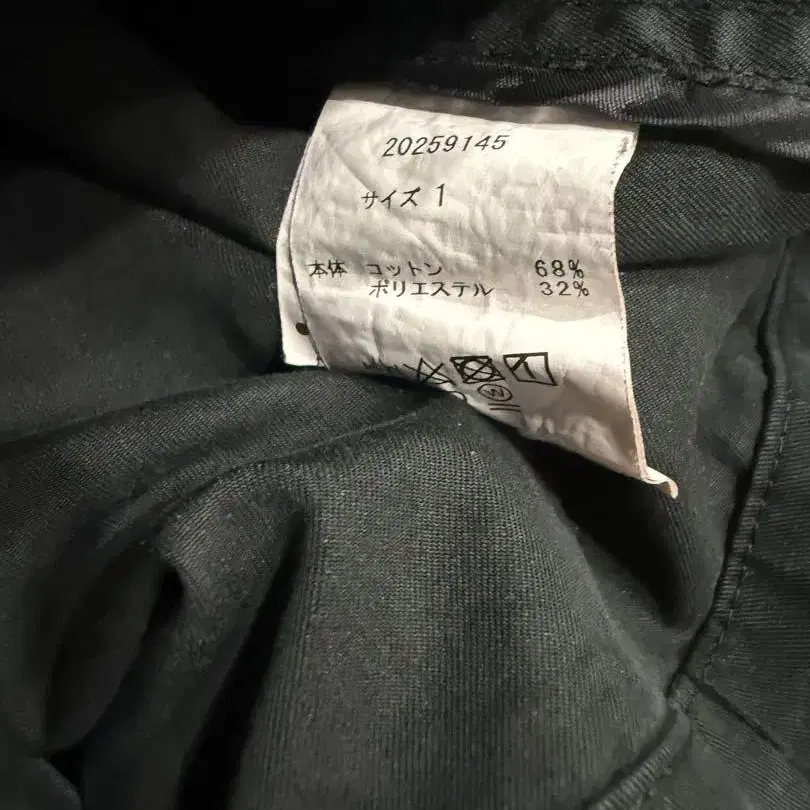 20259145
サイズ 1
本体 コットン 68%
ポリエステル 32%